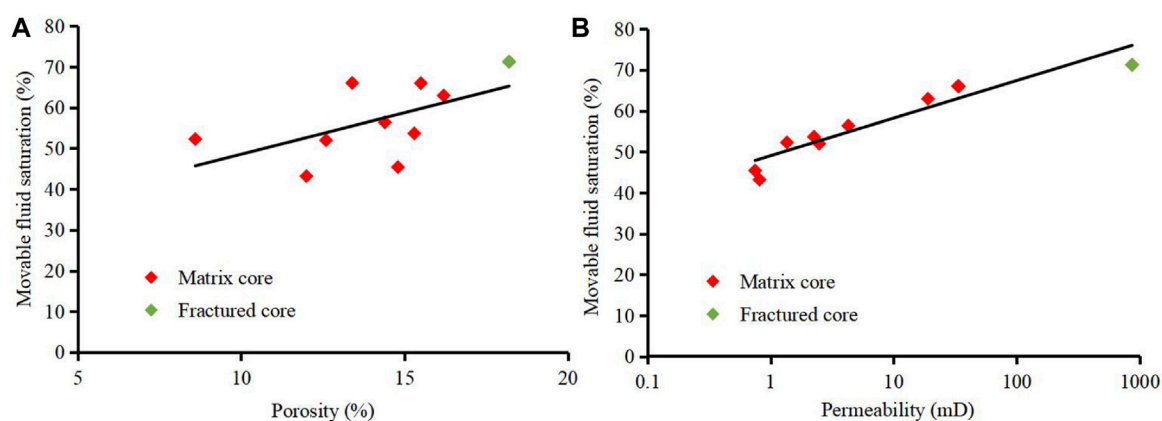 A
80
70
60
50
40
30
20
10
0
Movable fluid saturation (%)
Matrix core
Fractured core
5 10 15 20
Porosity (%)
B
80
70
60
50
40
30
20
10
0
Movable fluid saturation (%)
Matrix core
Fractured core
0.1 1 10 100 1000
Permeability (mD)